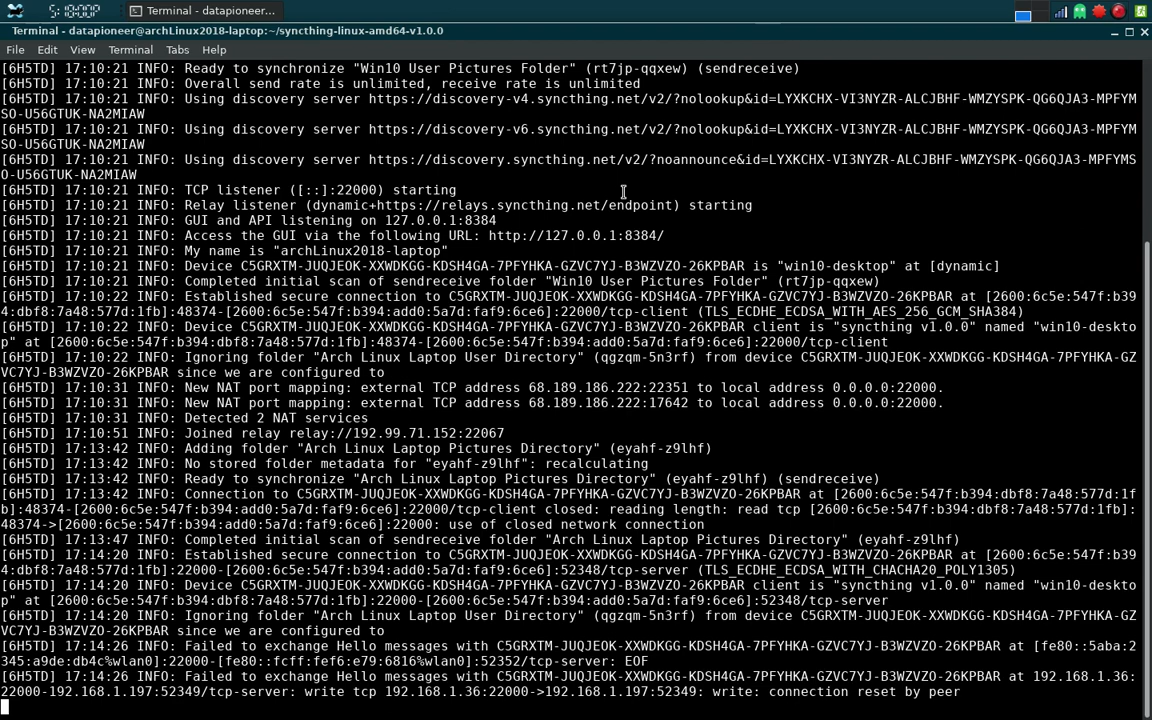 Terminal - datapioneer...
Terminal - datapioneer@archLinux2018-laptop:~/syncthing-linux-amd64-v1.0.0
File Edit View Terminal Tabs Help
[6H5TD] 17:10:21 INFO: Ready to synchronize "Win10 User Pictures Folder" (rt7jp-qqxew) (sendreceive)
[6H5TD] 17:10:21 INFO: Overall send rate is unlimited, receive rate is unlimited
[6H5TD] 17:10:21 INFO: Using discovery server https://discovery-v4.syncthing.net/v2/?nolookup&id=LYXKCHX-VI3NYZR-ALCJBHF-WMZYSPK-QG6QJA3-MPFYM
SO-U56GTUK-NA2MIAW
[6H5TD] 17:10:21 INFO: Using discovery server https://discovery-v6.syncthing.net/v2/?nolookup&id=LYXKCHX-VI3NYZR-ALCJBHF-WMZYSPK-QG6QJA3-MPFYM
SO-U56GTUK-NA2MIAW
[6H5TD] 17:10:21 INFO: Using discovery server https://discovery.syncthing.net/v2/?noannounce&id=LYXKCHX-VI3NYZR-ALCJBHF-WMZYSPK-QG6QJA3-MPFYMS
O-U56GTUK-NA2MIAW
[6H5TD] 17:10:21 INFO: TCP listener ([::]:22000) starting
[6H5TD] 17:10:21 INFO: Relay listener (dynamic+https://relays.syncthing.net/endpoint) starting
[6H5TD] 17:10:21 INFO: GUI and API listening on 127.0.0.1:8384
[6H5TD] 17:10:21 INFO: Access the GUI via the following URL: http://127.0.0.1:8384/
[6H5TD] 17:10:21 INFO: My name is "archLinux2018-laptop"
[6H5TD] 17:10:21 INFO: Device C5GRXTM-JUQJEOK-XXWDKGG-KDSH4GA-7PFYHKA-GZVC7YJ-B3WZVZO-26KPBAR is "win10-desktop" at [dynamic]
[6H5TD] 17:10:21 INFO: Completed initial scan of sendreceive folder "Win10 User Pictures Folder" (rt7jp-qqxew)
[6H5TD] 17:10:22 INFO: Established secure connection to C5GRXTM-JUQJEOK-XXWDKGG-KDSH4GA-7PFYHKA-GZVC7YJ-B3WZVZO-26KPBAR at [2600:6c5e:547f:b39
4:dbf8:7a48:577d:1fb]:48374-[2600:6c5e:547f:b394:add0:5a7d:faf9:6ce6]:22000/tcp-client (TLS_ECDHE_ECDSA_WITH_AES_256_GCM_SHA384)
[6H5TD] 17:10:22 INFO: Device C5GRXTM-JUQJEOK-XXWDKGG-KDSH4GA-7PFYHKA-GZVC7YJ-B3WZVZO-26KPBAR client is "syncthing v1.0.0" named "win10-deskto
p" at [2600:6c5e:547f:b394:dbf8:7a48:577d:1fb]:48374-[2600:6c5e:547f:b394:add0:5a7d:faf9:6ce6]:22000/tcp-client
[6H5TD] 17:10:22 INFO: Ignoring folder "Arch Linux Laptop User Directory" (qgzqm-5n3rf) from device C5GRXTM-JUQJEOK-XXWDKGG-KDSH4GA-7PFYHKA-GZ
VC7YJ-B3WZVZO-26KPBAR since we are configured to
[6H5TD] 17:10:31 INFO: New NAT port mapping: external TCP address 68.189.186.222:22351 to local address 0.0.0.0:22000.
[6H5TD] 17:10:31 INFO: New NAT port mapping: external TCP address 68.189.186.222:17642 to local address 0.0.0.0:22000.
[6H5TD] 17:10:31 INFO: Detected 2 NAT services
[6H5TD] 17:10:51 INFO: Joined relay relay://192.99.71.152:22067
[6H5TD] 17:13:42 INFO: Adding folder "Arch Linux Laptop Pictures Directory" (eyahf-z9lhf)
[6H5TD] 17:13:42 INFO: No stored folder metadata for "eyahf-z9lhf": recalculating
[6H5TD] 17:13:42 INFO: Ready to synchronize "Arch Linux Laptop Pictures Directory" (eyahf-z9lhf) (sendreceive)
[6H5TD] 17:13:42 INFO: Connection to C5GRXTM-JUQJEOK-XXWDKGG-KDSH4GA-7PFYHKA-GZVC7YJ-B3WZVZO-26KPBAR at [2600:6c5e:547f:b394:dbf8:7a48:577d:1f
b]:48374-[2600:6c5e:547f:b394:add0:5a7d:faf9:6ce6]:22000/tcp-client closed: reading length: read tcp [2600:6c5e:547f:b394:dbf8:7a48:577d:1fb]:
48374->[2600:6c5e:547f:b394:add0:5a7d:faf9:6ce6]:22000: use of closed network connection
[6H5TD] 17:13:47 INFO: Completed initial scan of sendreceive folder "Arch Linux Laptop Pictures Directory" (eyahf-z9lhf)
[6H5TD] 17:14:20 INFO: Established secure connection to C5GRXTM-JUQJEOK-XXWDKGG-KDSH4GA-7PFYHKA-GZVC7YJ-B3WZVZO-26KPBAR at [2600:6c5e:547f:b39
4:dbf8:7a48:577d:1fb]:22000-[2600:6c5e:547f:b394:add0:5a7d:faf9:6ce6]:52348/tcp-server (TLS_ECDHE_ECDSA_WITH_CHACHA20_POLY1305)
[6H5TD] 17:14:20 INFO: Device C5GRXTM-JUQJEOK-XXWDKGG-KDSH4GA-7PFYHKA-GZVC7YJ-B3WZVZO-26KPBAR client is "syncthing v1.0.0" named "win10-deskto
p" at [2600:6c5e:547f:b394:dbf8:7a48:577d:1fb]:22000-[2600:6c5e:547f:b394:add0:5a7d:faf9:6ce6]:52348/tcp-server
[6H5TD] 17:14:20 INFO: Ignoring folder "Arch Linux Laptop User Directory" (qgzqm-5n3rf) from device C5GRXTM-JUQJEOK-XXWDKGG-KDSH4GA-7PFYHKA-GZ
VC7YJ-B3WZVZO-26KPBAR since we are configured to
[6H5TD] 17:14:26 INFO: Failed to exchange Hello messages with C5GRXTM-JUQJEOK-XXWDKGG-KDSH4GA-7PFYHKA-GZVC7YJ-B3WZVZO-26KPBAR at [fe80::5aba:2
345:a9de:db4c%wlan0]:22000-[fe80::fcff:fef6:e79:6816%wlan0]:52352/tcp-server: EOF
[6H5TD] 17:14:26 INFO: Failed to exchange Hello messages with C5GRXTM-JUQJEOK-XXWDKGG-KDSH4GA-7PFYHKA-GZVC7YJ-B3WZVZO-26KPBAR at 192.168.1.36:
22000-192.168.1.197:52349/tcp-server: write tcp 192.168.1.36:22000->192.168.1.197:52349: write: connection reset by peer